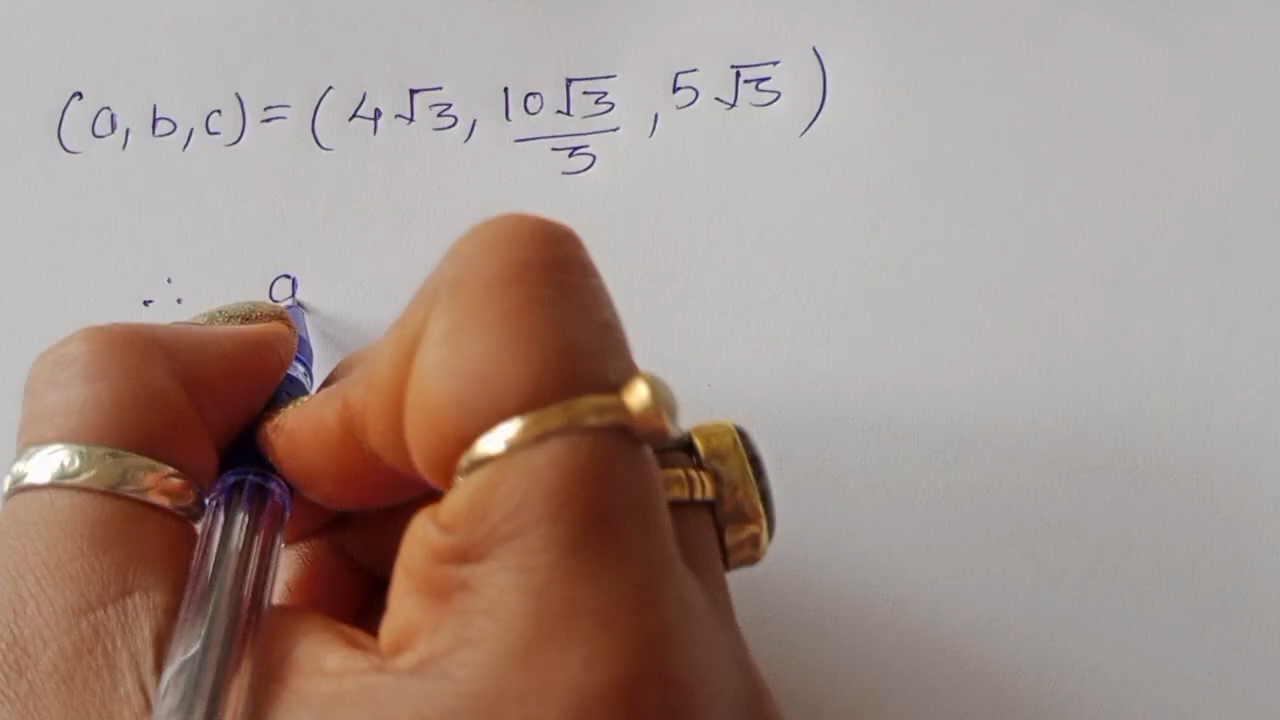 (a, b, c) = (4√3, 10√3/3, 5√3)
∴ a